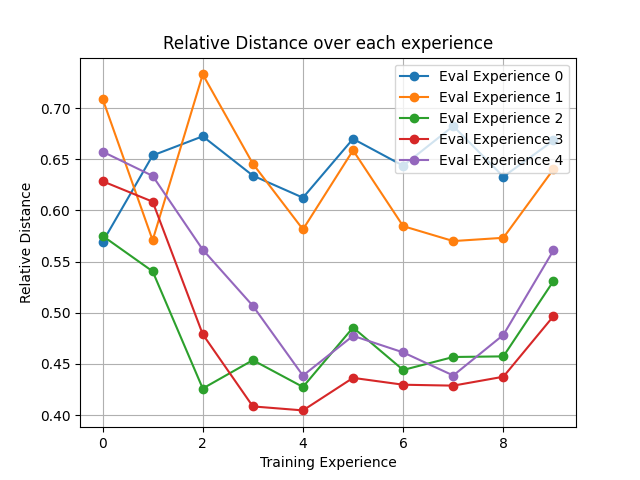 Relative Distance over each experience
Eval Experience 0
Eval Experience 1
Eval Experience 2
Eval Experience 3
Eval Experience 4
Relative Distance
0.70
0.65
0.60
0.55
0.50
0.45
0.40
0 2 4 6 8
Training Experience